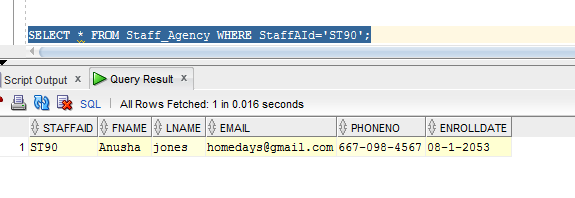 SELECT * FROM Staff_Agency WHERE StaffAId='ST90';
Script Output x Query Result x
SQL | All Rows Fetched: 1 in 0.016 seconds
STAFFAID FNAME LNAME EMAIL PHONENO ENROLLDATE
1 ST90 Anusha jones homedays@gmail.com 667-098-4567 08-1-2053